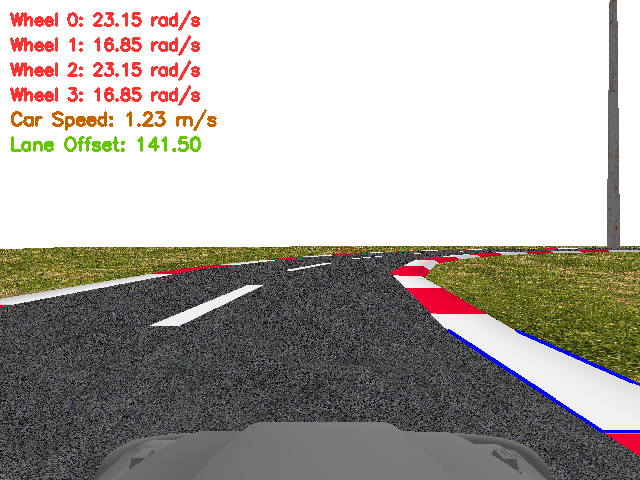 Wheel 0: 23.15 rad/s
Wheel 1: 16.85 rad/s
Wheel 2: 23.15 rad/s
Wheel 3: 16.85 rad/s
Car Speed: 1.23 m/s
Lane Offset: 141.50